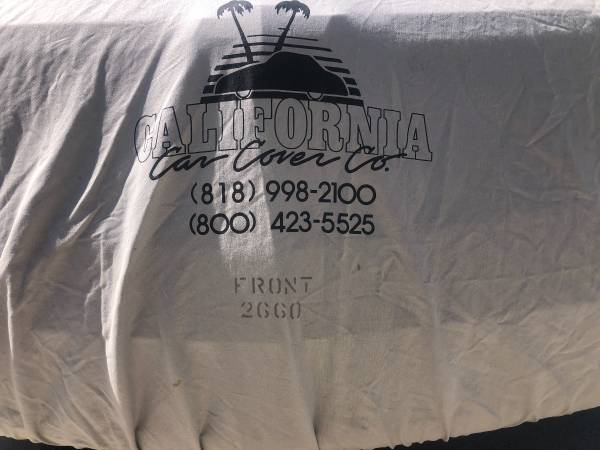 CALIFORNIA
Car Cover Co.
(818) 998-2100
(800) 423-5525
FRONT
2660